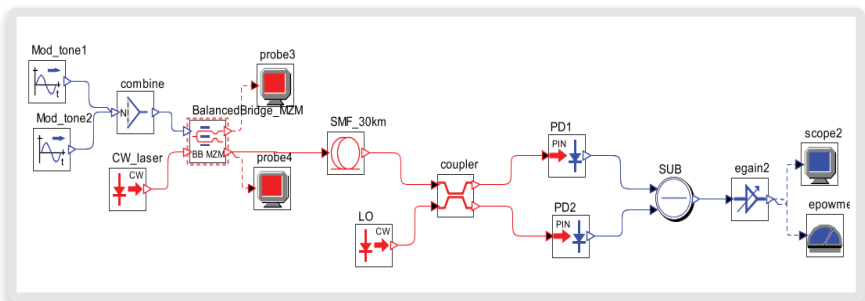 Mod_tone1
t
Mod_tone2
t
combine
N
BalancedBridge_MZM
BB MZM
probe3
probe4
CW_laser
CW
SMF_30km
LO
CW
coupler
PD1
PIN
PD2
PIN
SUB
egain2
scope2
epowme